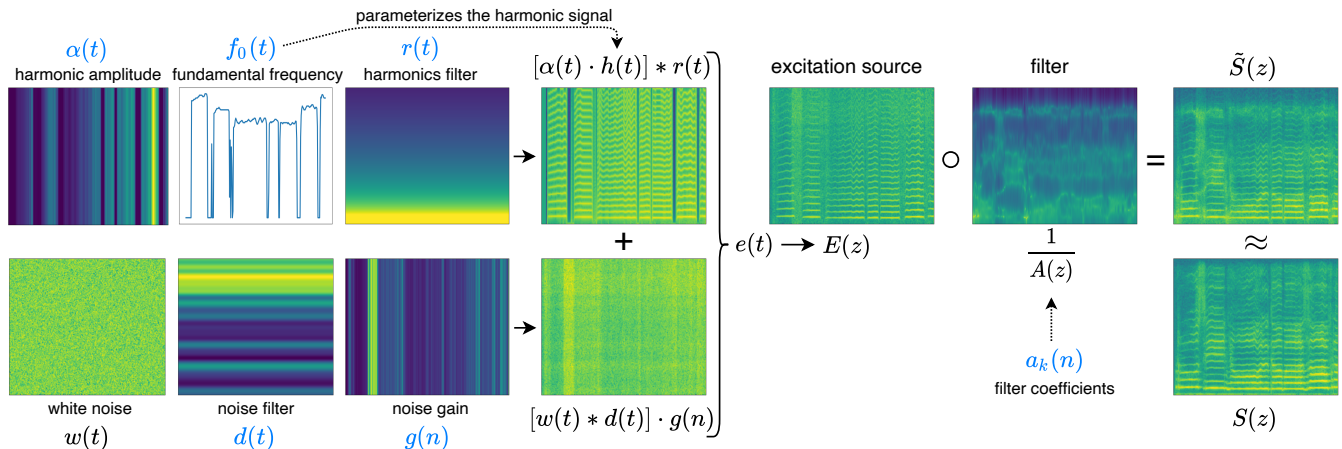 parameterizes the harmonic signal
α(t)
harmonic amplitude
f₀(t)
fundamental frequency
r(t)
harmonics filter
[α(t) · h(t)] ∗ r(t)
+
white noise
w(t)
noise filter
d(t)
noise gain
g(n)
[w(t) ∗ d(t)] · g(n)
e(t) → E(z)
excitation source
○
filter
1
A(z)
a_k(n)
filter coefficients
=
S̃(z)
≈
S(z)